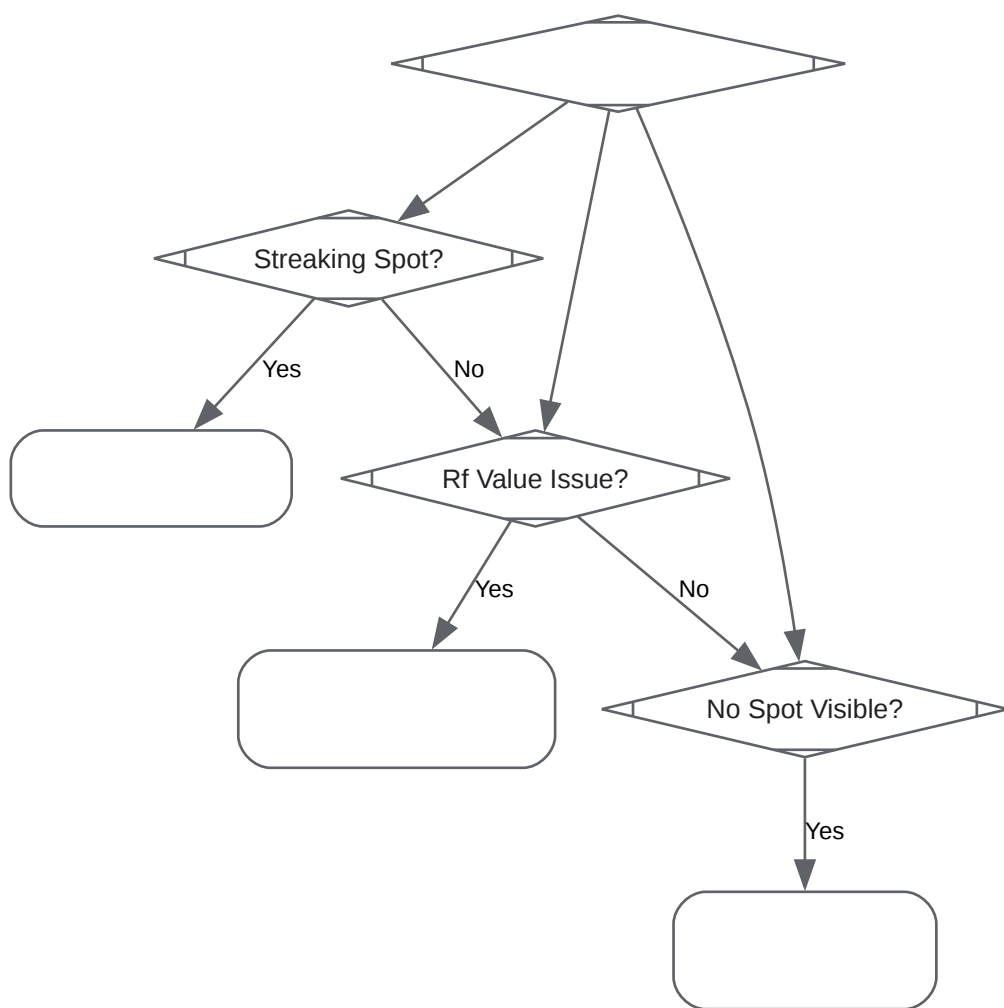 Streaking Spot?
Yes
No
Rf Value Issue?
Yes
No
No Spot Visible?
Yes